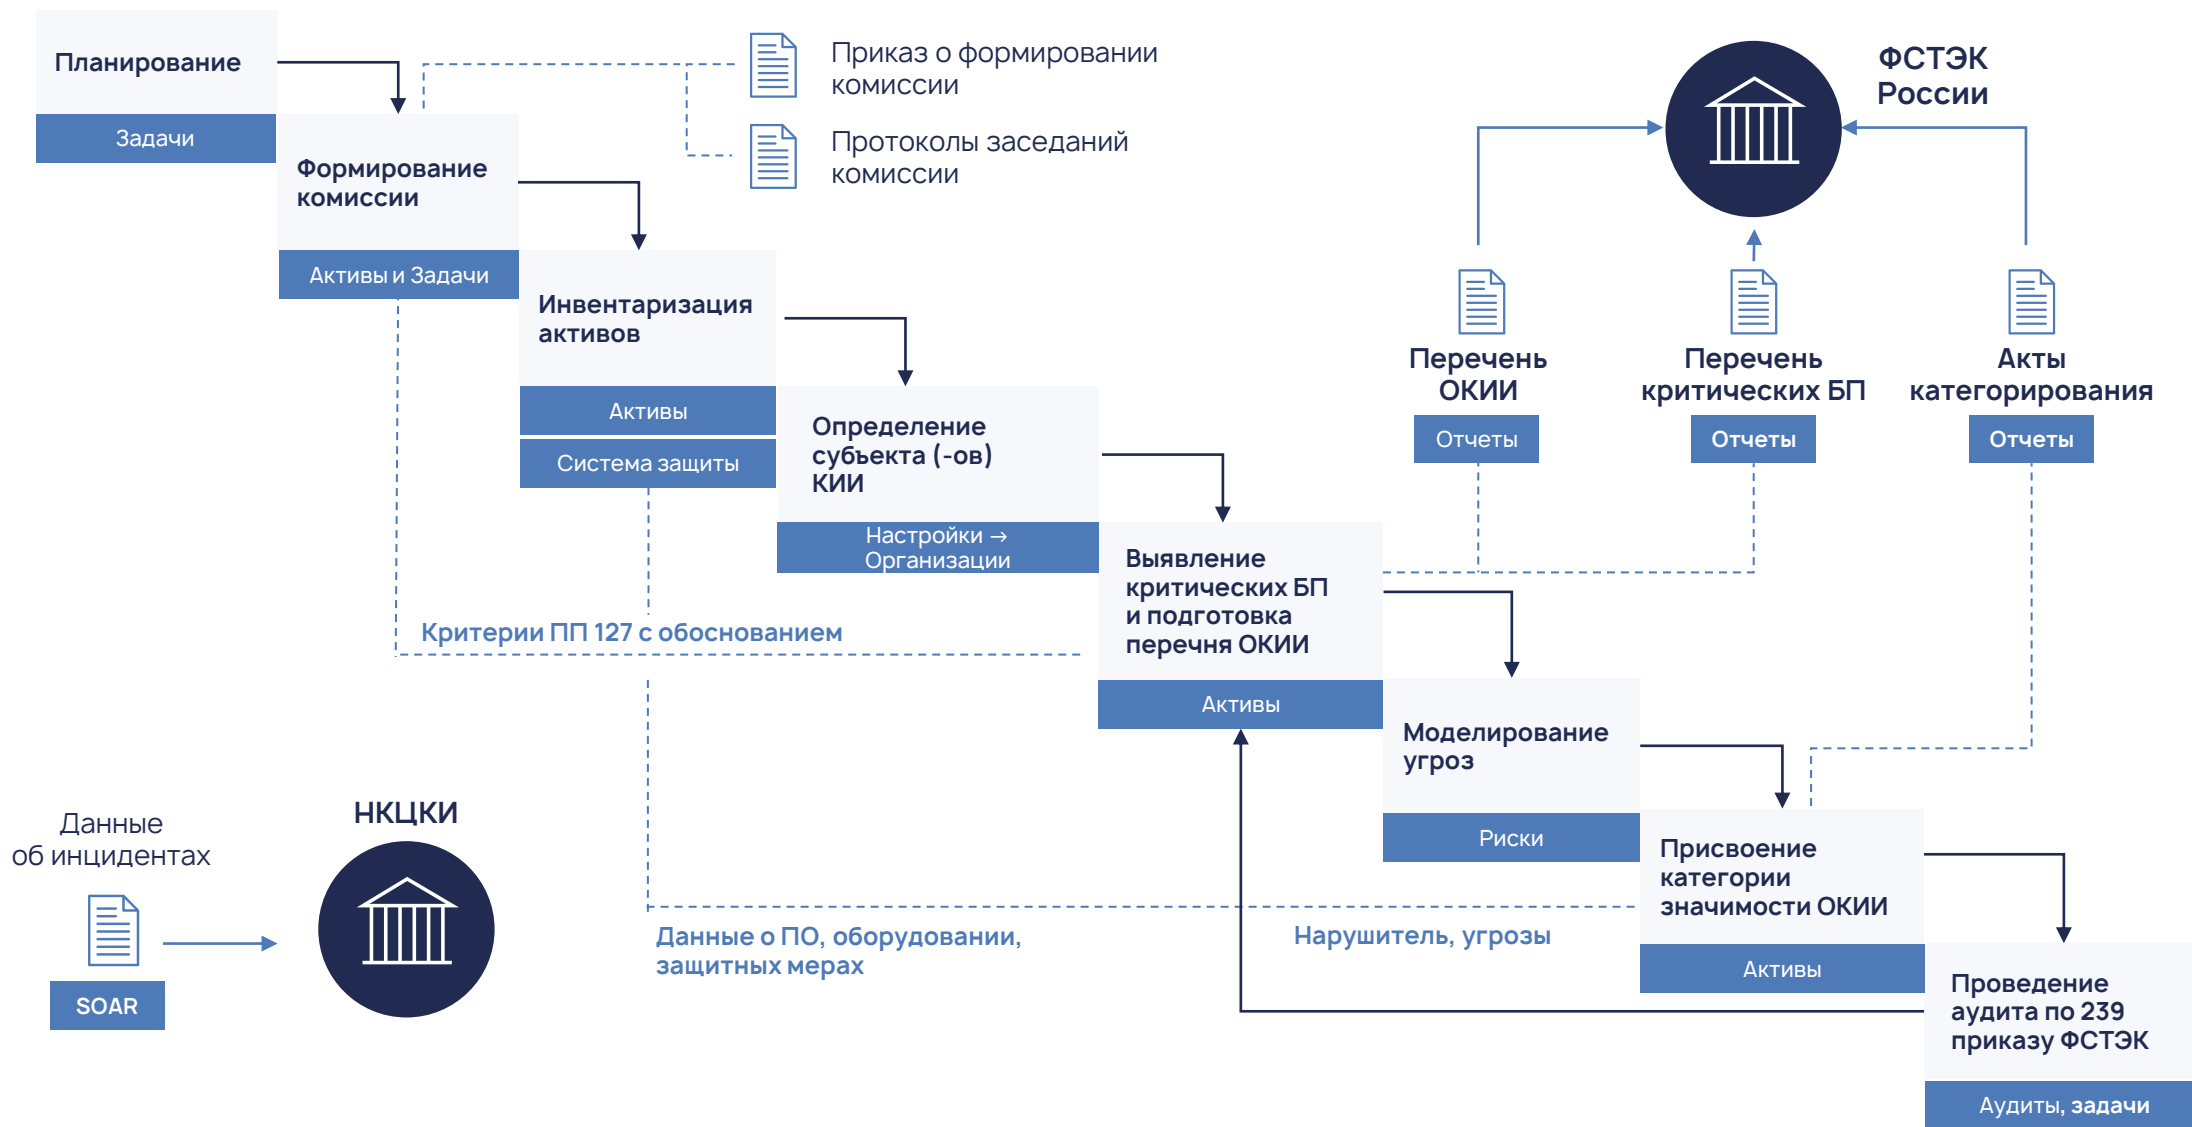 Планирование
Задачи
Формирование
комиссии
Активы и Задачи
Приказ о формировании
комиссии
Протоколы заседаний
комиссии
ФСТЭК
России
Инвентаризация
активов
Активы
Система защиты
Определение
субъекта (-ов)
КИИ
Настройки →
Организации
Перечень
ОКИИ
Отчеты
Перечень
критических БП
Отчеты
Акты
категорирования
Отчеты
Выявление
критических БП
и подготовка
перечня ОКИИ
Активы
Критерии ПП 127 с обоснованием
Моделирование
угроз
Риски
Присвоение
категории
значимости ОКИИ
Активы
Данные
об инцидентах
SOAR
НКЦКИ
Данные о ПО, оборудовании,
защитных мерах
Нарушитель, угрозы
Проведение
аудита по 239
приказу ФСТЭК
Аудиты, задачи